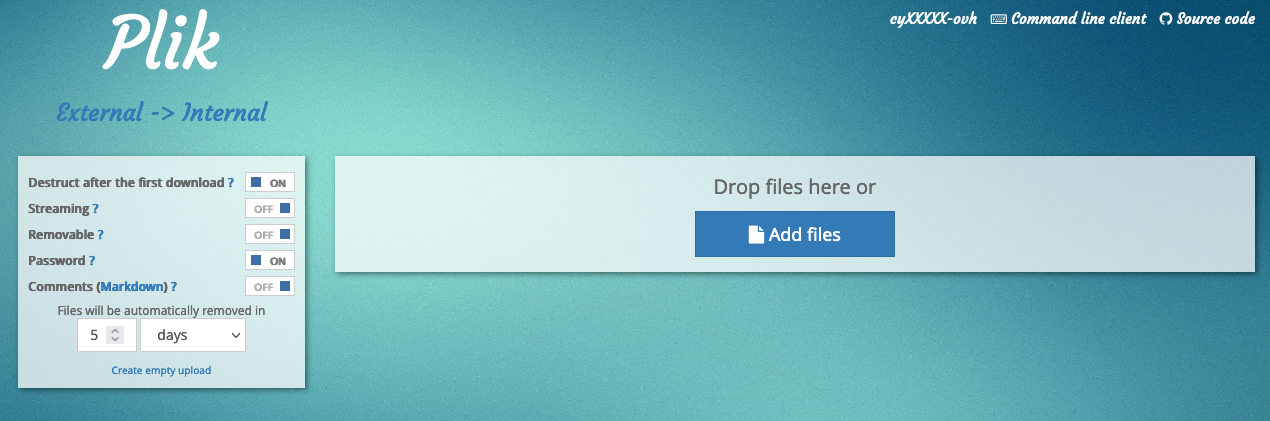 Plik
cyXXXXX-ovh Command line client Source code
External -> Internal
Destruct after the first download ? ON
Streaming ? OFF
Removable ? OFF
Password ? ON
Comments (Markdown) ? OFF
Files will be automatically removed in
5 days
Create empty upload
Drop files here or
Add files